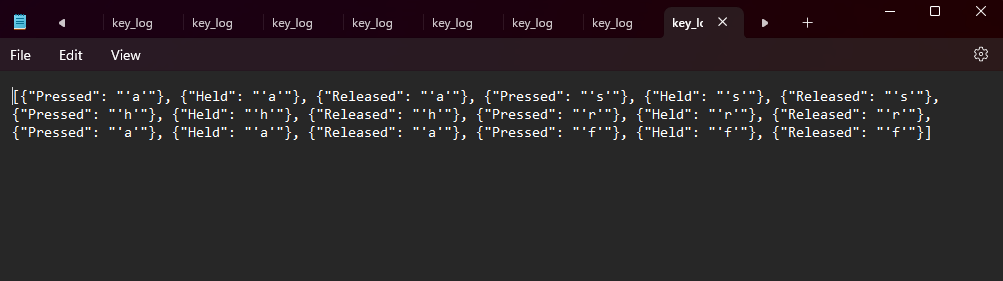 key_log key_log key_log key_log key_log key_log key_log key_lo
File Edit View
[{"Pressed": "'a'"}, {"Held": "'a'"}, {"Released": "'a'"}, {"Pressed": "'s'"}, {"Held": "'s'"}, {"Released": "'s'"},
{"Pressed": "'h'"}, {"Held": "'h'"}, {"Released": "'h'"}, {"Pressed": "'r'"}, {"Held": "'r'"}, {"Released": "'r'"},
{"Pressed": "'a'"}, {"Held": "'a'"}, {"Released": "'a'"}, {"Pressed": "'f'"}, {"Held": "'f'"}, {"Released": "'f'"}]